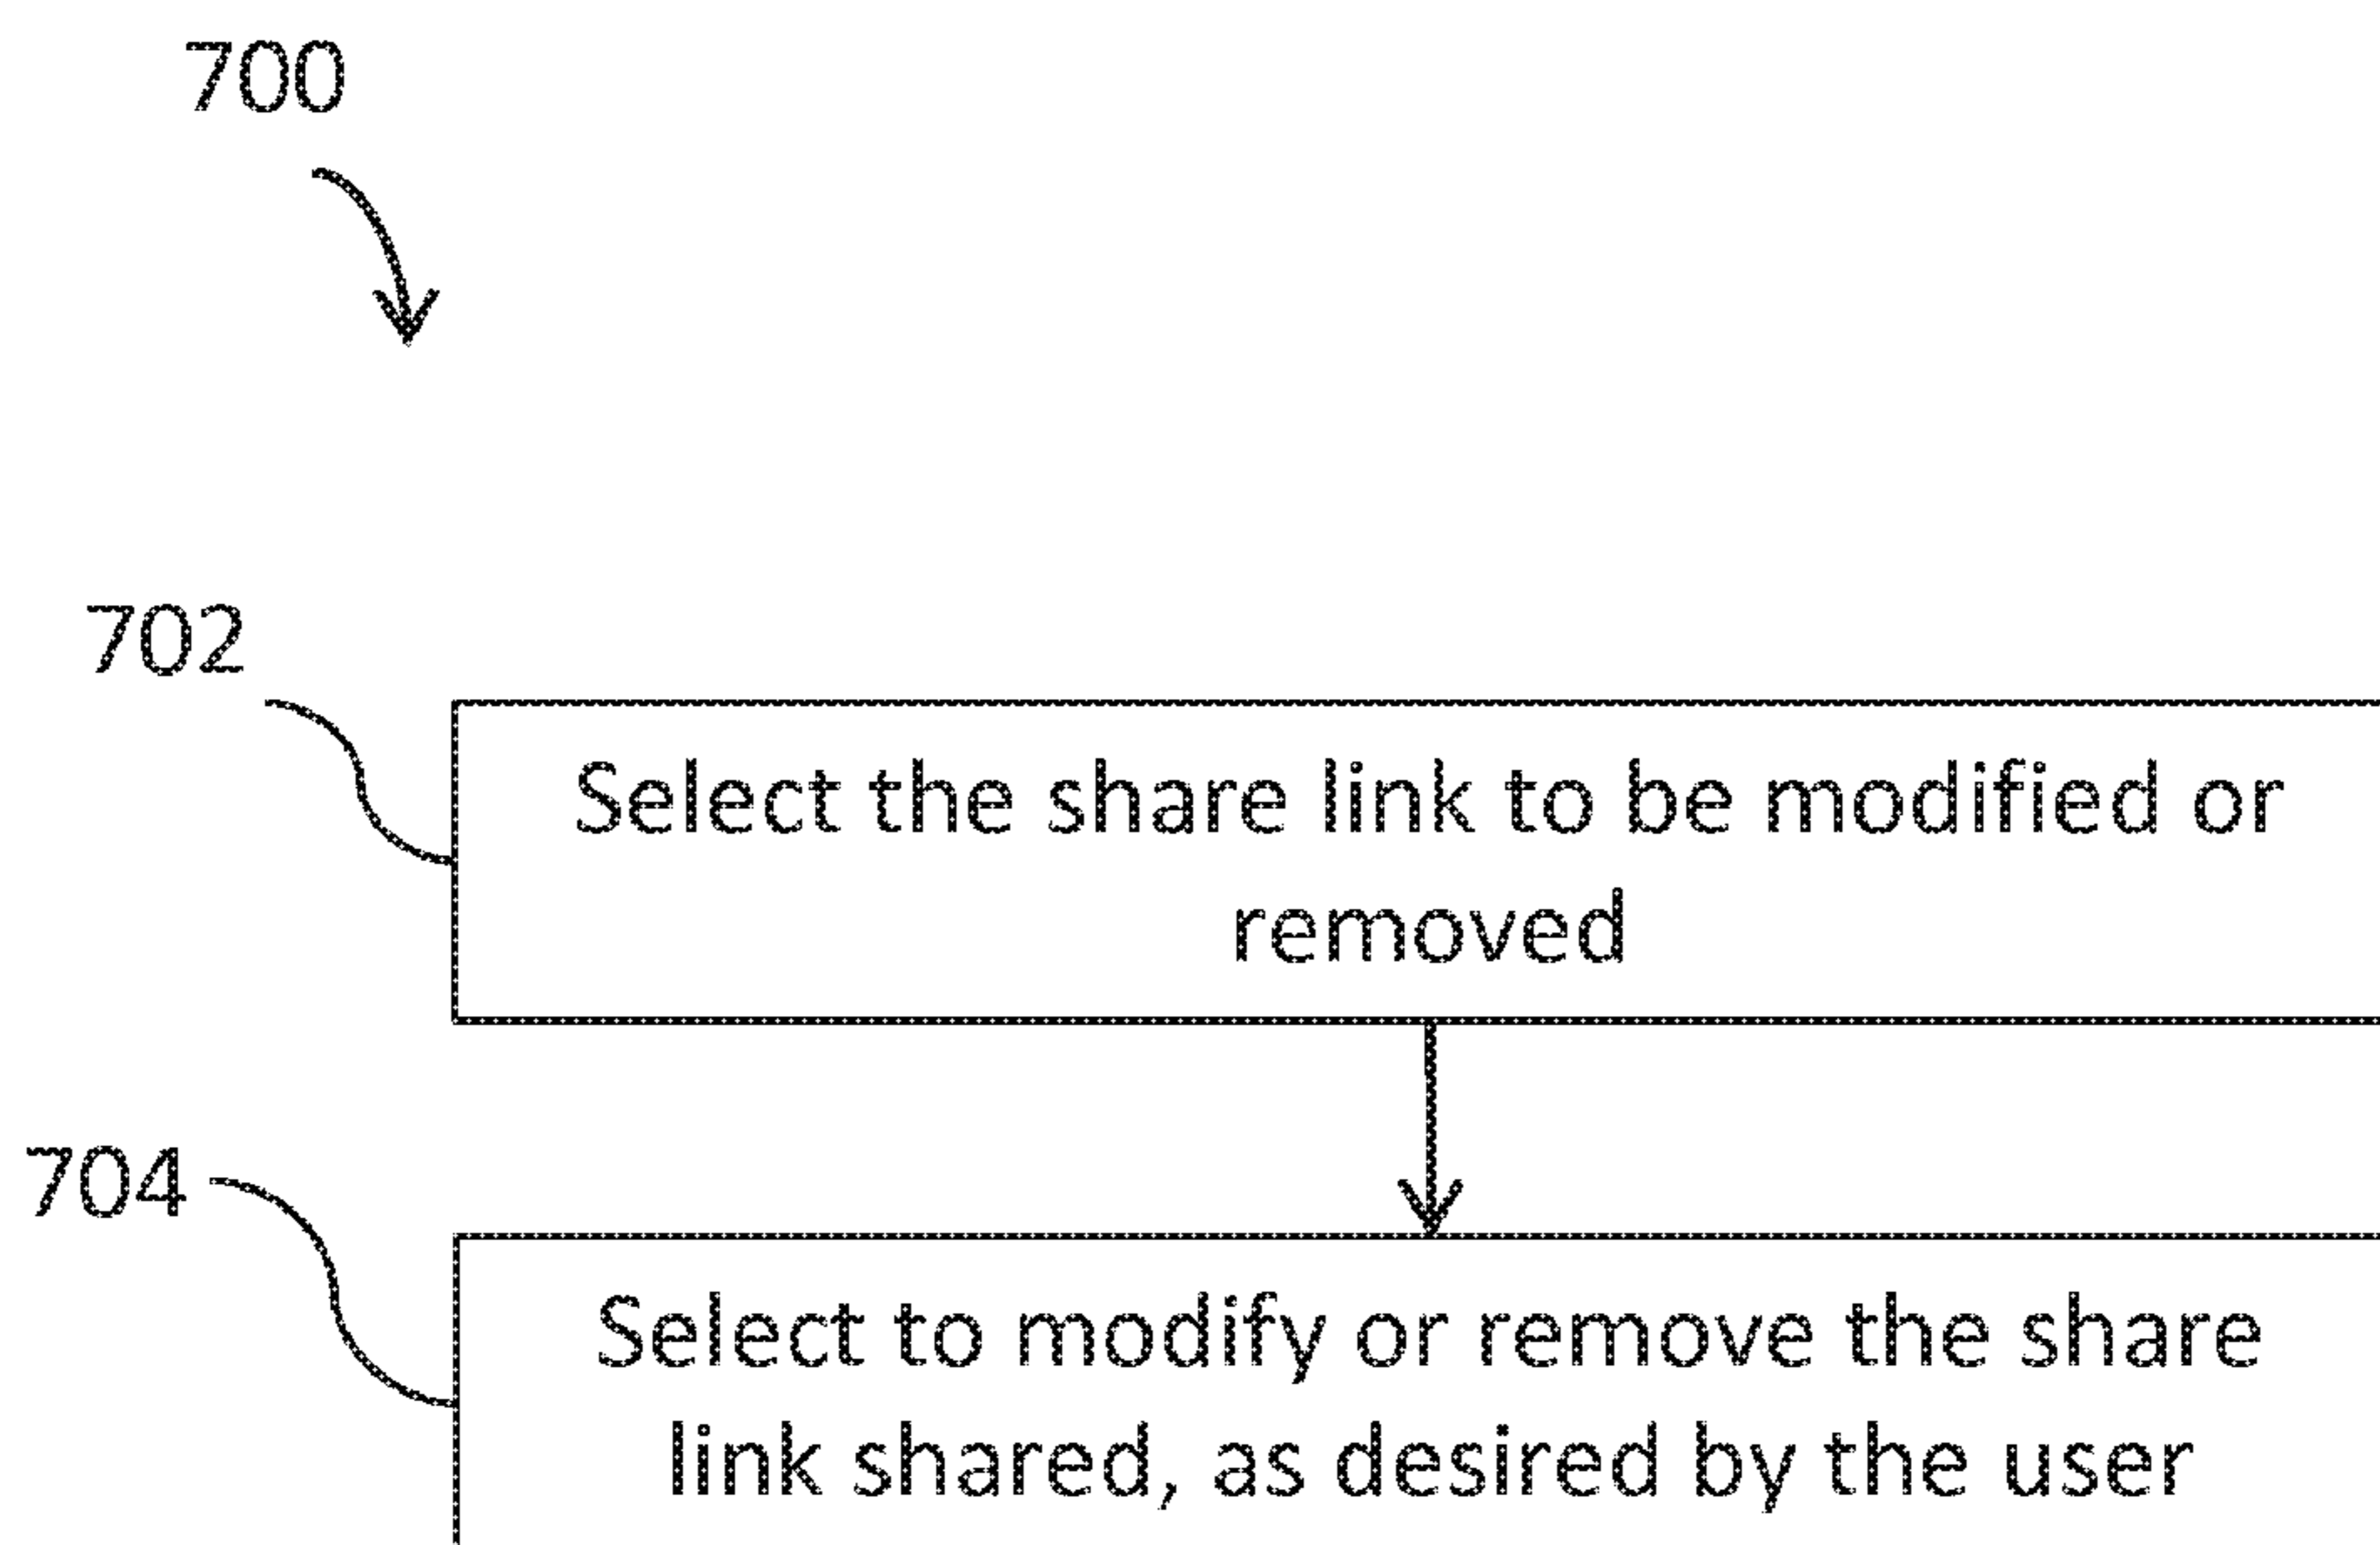 700
702
Select the share link to be modified or
removed
704
Select to modify or remove the share
link shared, as desired by the user